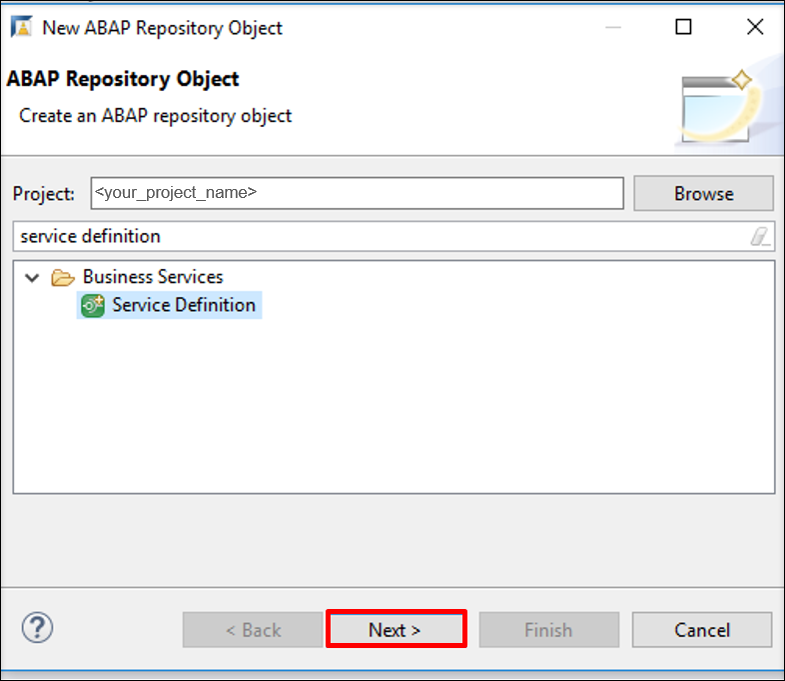 New ABAP Repository Object
ABAP Repository Object
Create an ABAP repository object
Project: <your_project_name> Browse
service definition
Business Services
Service Definition
? < Back Next > Finish Cancel